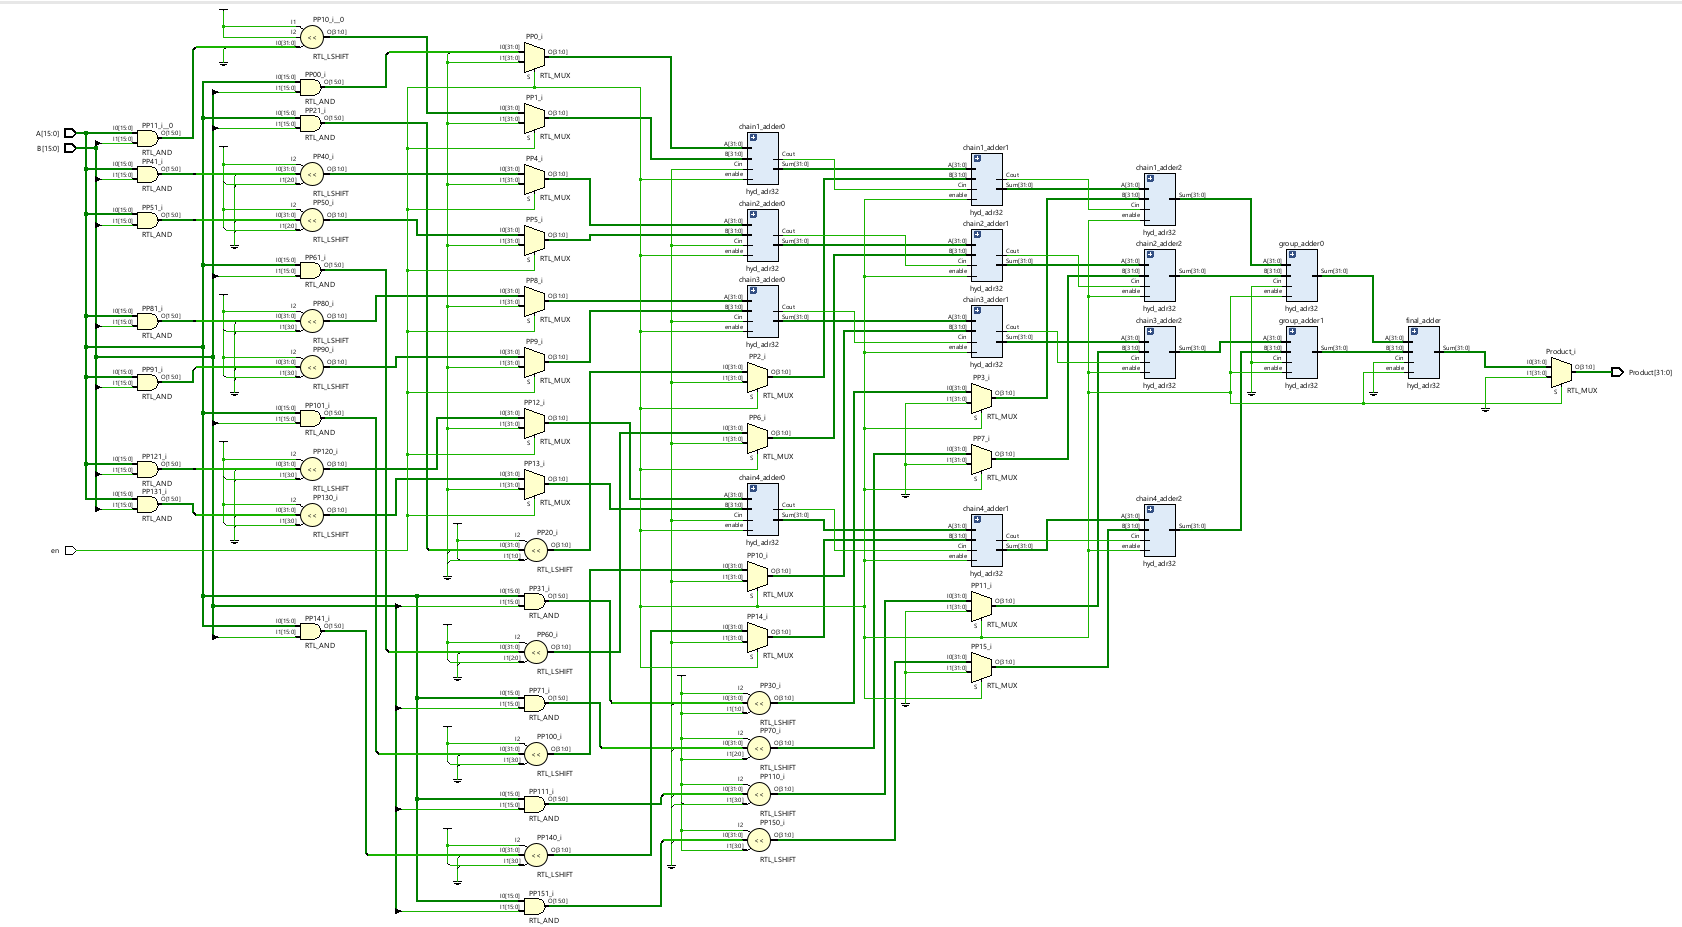 A[15:0]
B[15:0]
en
PP11_i__0
I0[15:0]
I1[15:0]
O[15:0]
RTL_AND
PP41_i
I0[15:0]
I1[15:0]
O[15:0]
RTL_AND
PP51_i
I0[15:0]
I1[15:0]
O[15:0]
RTL_AND
PP81_i
I0[15:0]
I1[15:0]
O[15:0]
RTL_AND
PP91_i
I0[15:0]
I1[15:0]
O[15:0]
RTL_AND
PP121_i
I0[15:0]
I1[15:0]
O[15:0]
RTL_AND
PP131_i
I0[15:0]
I1[15:0]
O[15:0]
RTL_AND
PP10_i__0
I1
I2
I0[31:0]
<<
O[31:0]
RTL_LSHIFT
PP00_i
I0[15:0]
I1[15:0]
O[15:0]
RTL_AND
PP21_i
I0[15:0]
I1[15:0]
O[15:0]
RTL_AND
PP40_i
I2
I0[31:0]
I1[2:0]
<<
O[31:0]
RTL_LSHIFT
PP50_i
I2
I0[31:0]
I1[2:0]
<<
O[31:0]
RTL_LSHIFT
PP61_i
I0[15:0]
I1[15:0]
O[15:0]
RTL_AND
PP80_i
I2
I0[31:0]
I1[3:0]
<<
O[31:0]
RTL_LSHIFT
PP90_i
I2
I0[31:0]
I1[3:0]
<<
O[31:0]
RTL_LSHIFT
PP101_i
I0[15:0]
I1[15:0]
O[15:0]
RTL_AND
PP120_i
I2
I0[31:0]
I1[3:0]
<<
O[31:0]
RTL_LSHIFT
PP130_i
I2
I0[31:0]
I1[3:0]
<<
O[31:0]
RTL_LSHIFT
PP141_i
I0[15:0]
I1[15:0]
O[15:0]
RTL_AND
PP0_i
I0[31:0]
I1[31:0]
S
O[31:0]
RTL_MUX
PP1_i
I0[31:0]
I1[31:0]
S
O[31:0]
RTL_MUX
PP4_i
I0[31:0]
I1[31:0]
S
O[31:0]
RTL_MUX
PP5_i
I0[31:0]
I1[31:0]
S
O[31:0]
RTL_MUX
PP8_i
I0[31:0]
I1[31:0]
S
O[31:0]
RTL_MUX
PP9_i
I0[31:0]
I1[31:0]
S
O[31:0]
RTL_MUX
PP12_i
I0[31:0]
I1[31:0]
S
O[31:0]
RTL_MUX
PP13_i
I0[31:0]
I1[31:0]
S
O[31:0]
RTL_MUX
PP20_i
I2
I0[31:0]
I1[1:0]
<<
O[31:0]
RTL_LSHIFT
PP31_i
I0[15:0]
I1[15:0]
O[15:0]
RTL_AND
PP60_i
I2
I0[31:0]
I1[2:0]
<<
O[31:0]
RTL_LSHIFT
PP71_i
I0[15:0]
I1[15:0]
O[15:0]
RTL_AND
PP100_i
I2
I0[31:0]
I1[3:0]
<<
O[31:0]
RTL_LSHIFT
PP111_i
I0[15:0]
I1[15:0]
O[15:0]
RTL_AND
PP140_i
I2
I0[31:0]
I1[3:0]
<<
O[31:0]
RTL_LSHIFT
PP151_i
I0[15:0]
I1[15:0]
O[15:0]
RTL_AND
chain1_adder0
A[31:0]
B[31:0]
Cin
enable
Cout
Sum[31:0]
hyd_adr32
chain2_adder0
A[31:0]
B[31:0]
Cin
enable
Cout
Sum[31:0]
hyd_adr32
chain3_adder0
A[31:0]
B[31:0]
Cin
enable
Cout
Sum[31:0]
hyd_adr32
PP2_i
I0[31:0]
I1[31:0]
S
O[31:0]
RTL_MUX
PP6_i
I0[31:0]
I1[31:0]
S
O[31:0]
RTL_MUX
chain4_adder0
A[31:0]
B[31:0]
Cin
enable
Cout
Sum[31:0]
hyd_adr32
PP10_i
I0[31:0]
I1[31:0]
S
O[31:0]
RTL_MUX
PP14_i
I0[31:0]
I1[31:0]
S
O[31:0]
RTL_MUX
PP30_i
I2
I0[31:0]
I1[1:0]
<<
O[31:0]
RTL_LSHIFT
PP70_i
I2
I0[31:0]
I1[2:0]
<<
O[31:0]
RTL_LSHIFT
PP110_i
I2
I0[31:0]
I1[3:0]
<<
O[31:0]
RTL_LSHIFT
PP150_i
I2
I0[31:0]
I1[3:0]
<<
O[31:0]
RTL_LSHIFT
chain1_adder1
A[31:0]
B[31:0]
Cin
enable
Cout
Sum[31:0]
hyd_adr32
chain2_adder1
A[31:0]
B[31:0]
Cin
enable
Cout
Sum[31:0]
hyd_adr32
chain3_adder1
A[31:0]
B[31:0]
Cin
enable
Cout
Sum[31:0]
hyd_adr32
PP3_i
I0[31:0]
I1[31:0]
S
O[31:0]
RTL_MUX
PP7_i
I0[31:0]
I1[31:0]
S
O[31:0]
RTL_MUX
chain4_adder1
A[31:0]
B[31:0]
Cin
enable
Cout
Sum[31:0]
hyd_adr32
PP11_i
I0[31:0]
I1[31:0]
S
O[31:0]
RTL_MUX
PP15_i
I0[31:0]
I1[31:0]
S
O[31:0]
RTL_MUX
chain1_adder2
A[31:0]
B[31:0]
Cin
enable
Sum[31:0]
hyd_adr32
chain2_adder2
A[31:0]
B[31:0]
Cin
enable
Sum[31:0]
hyd_adr32
chain3_adder2
A[31:0]
B[31:0]
Cin
enable
Sum[31:0]
hyd_adr32
chain4_adder2
A[31:0]
B[31:0]
Cin
enable
Sum[31:0]
hyd_adr32
group_adder0
A[31:0]
B[31:0]
Cin
enable
Sum[31:0]
hyd_adr32
group_adder1
A[31:0]
B[31:0]
Cin
enable
Sum[31:0]
hyd_adr32
final_adder
A[31:0]
B[31:0]
Cin
enable
Sum[31:0]
hyd_adr32
Product_i
I0[31:0]
I1[31:0]
S
O[31:0]
RTL_MUX
Product[31:0]